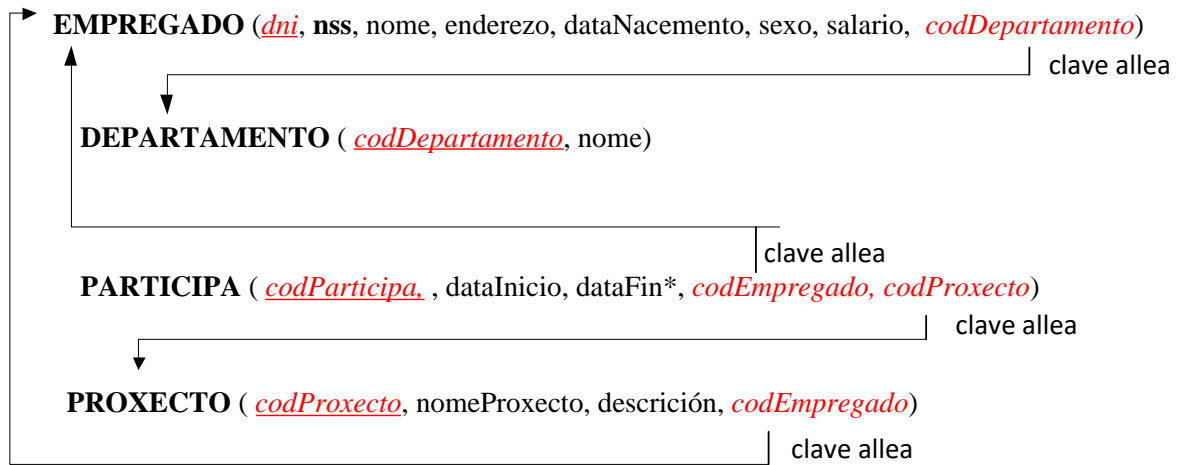 EMPREGADO (dni, nss, nome, enderezo, dataNacemento, sexo, salario, codDepartamento)
clave allea
DEPARTAMENTO ( codDepartamento, nome)
clave allea
PARTICIPA ( codParticipa, , dataInicio, dataFin*, codEmpregado, codProxecto)
clave allea
PROXECTO ( codProxecto, nomeProxecto, descrición, codEmpregado)
clave allea